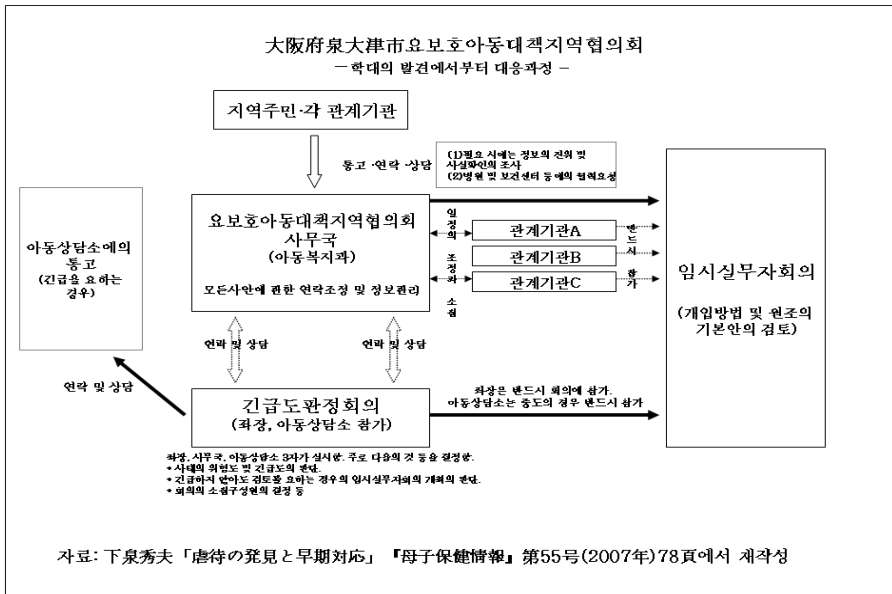 大阪府泉大津市요보호아동대책지역협의회
－학대의 발견에서부터 대응과정－
지역주민·각 관계기관
통고·연락·상담
(1)필요 시에는 정보의 진위 및
사실확인의 조사
(2)병원 및 보건센터 등에의 협력요청
아동상담소에의
통고
(긴급을 요하는
경우)
요보호아동대책지역협의회
사무국
(아동복지과)
모든사안에 관한 연락조정 및 정보관리
일정의 조정과 소집
관계기관A
관계기관B
관계기관C
반드시 참가
임시실무자회의
(개입방법 및 원조의
기본안의 검토)
연락 및 상담
연락 및 상담
연락 및 상담
긴급도판정회의
(좌장, 아동상담소 참가)
좌장은 반드시 회의에 참가.
아동상담소는 중도의 경우 반드시 참가
좌장, 사무국, 아동상담소 3자가 실시함. 주로 다음의 것 등을 결정함.
* 사태의 위험도 및 긴급도의 판단.
* 긴급하지 않아도 검토를 요하는 경우의 임시실무자회의 개최의 판단.
* 회의의 소집구성원의 결정 등
자료: 下泉秀夫「虐待の発見と早期対応」『母子保健情報』第55号(2007年)78頁에서 재작성